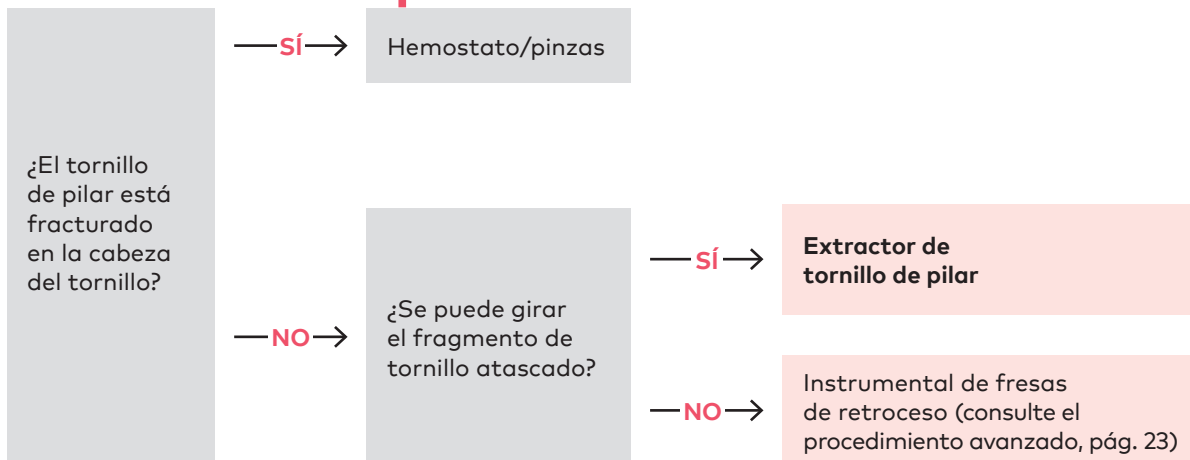 ¿El tornillo
de pilar está
fracturado
en la cabeza
del tornillo?
SÍ
Hemostato/pinzas
NO
¿Se puede girar
el fragmento de
tornillo atascado?
SÍ
Extractor de
tornillo de pilar
NO
Instrumental de fresas
de retroceso (consulte el
procedimiento avanzado, pág. 23)